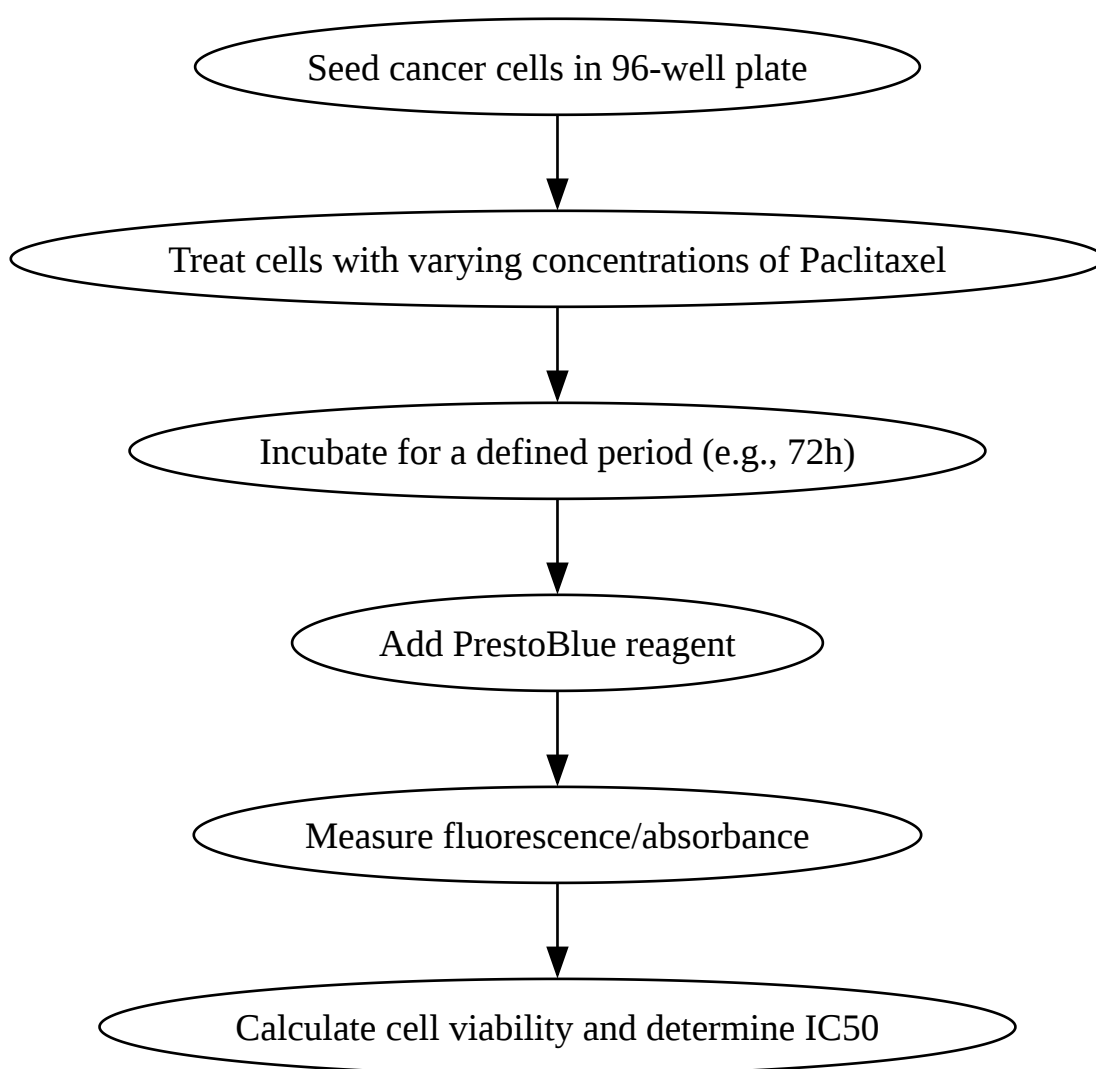 Seed cancer cells in 96-well plate
Treat cells with varying concentrations of Paclitaxel
Incubate for a defined period (e.g., 72h)
Add PrestoBlue reagent
Measure fluorescence/absorbance
Calculate cell viability and determine IC50